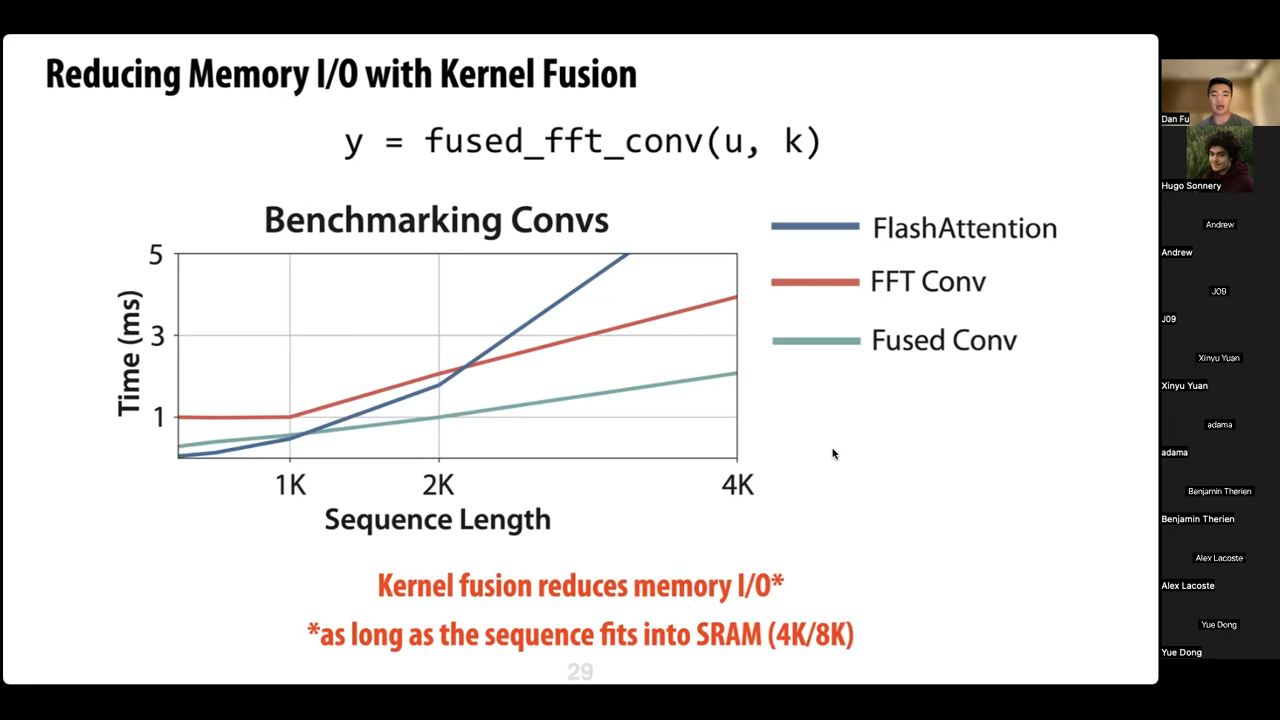 Reducing Memory I/O with Kernel Fusion
y = fused_fft_conv(u, k)
Benchmarking Convs
5
3
1
Time (ms)
1K
2K
4K
Sequence Length
FlashAttention
FFT Conv
Fused Conv
Kernel fusion reduces memory I/O*
*as long as the sequence fits into SRAM (4K/8K)
29
Dan Fu
Hugo Sonnery
Andrew
Andrew
J09
J09
Xinyu Yuan
Xinyu Yuan
adama
adama
Benjamin Therien
Benjamin Therien
Alex Lacoste
Alex Lacoste
Yue Dong
Yue Dong